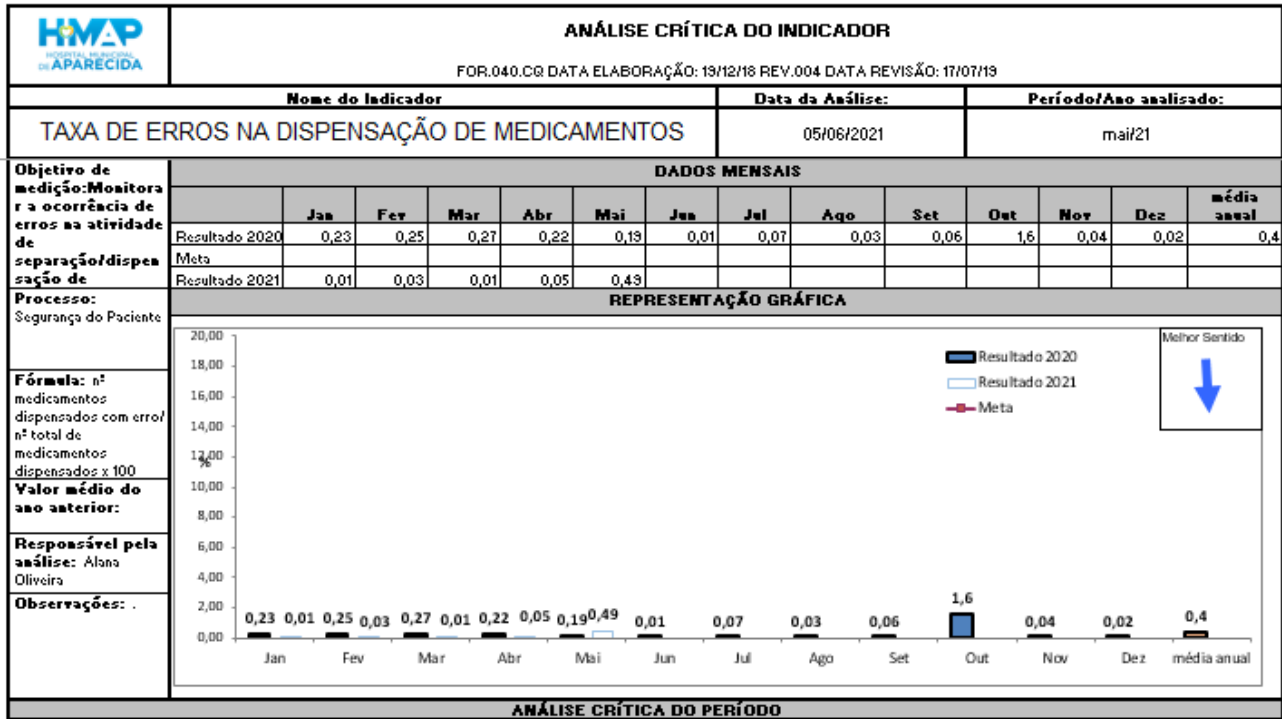 HMAP
HOSPITAL MUNICIPAL
DE APARECIDA
ANÁLISE CRÍTICA DO INDICADOR
FOR.040.CQ DATA ELABORAÇÃO: 19/12/18 REV.004 DATA REVISÃO: 17/07/19
Nome do Indicador Data da Análise: Período/Ano analisado:
TAXA DE ERROS NA DISPENSAÇÃO DE MEDICAMENTOS 05/06/2021 mai/21
Objetivo de
medição:Monitora
r a ocorrência de
erros na atividade
de
separação/dispen
sação de
DADOS MENSAIS
Jan Fev Mar Abr Mai Jun Jul Ago Set Out Nov Dez média anual
Resultado 2020 0,23 0,25 0,27 0,22 0,19 0,01 0,07 0,03 0,06 1,6 0,04 0,02 0,4
Meta
Resultado 2021 0,01 0,03 0,01 0,05 0,49
Processo:
Segurança do Paciente
Fórmula: nº
medicamentos
dispensados com erro/
nº total de
medicamentos
dispensados x 100
Valor médio do
ano anterior:
Responsável pela
análise: Alana
Oliveira
Observações: .
REPRESENTAÇÃO GRÁFICA
20,00
18,00
16,00
14,00
12,00
%
10,00
8,00
6,00
4,00
2,00
0,00
Resultado 2020
Resultado 2021
Meta
Melhor Sentido
0,23 0,01 0,25 0,03 0,27 0,01 0,22 0,05 0,19 0,49 0,01 0,07 0,03 0,06 1,6 0,04 0,02 0,4
Jan Fev Mar Abr Mai Jun Jul Ago Set Out Nov Dez média anual
ANÁLISE CRÍTICA DO PERÍODO